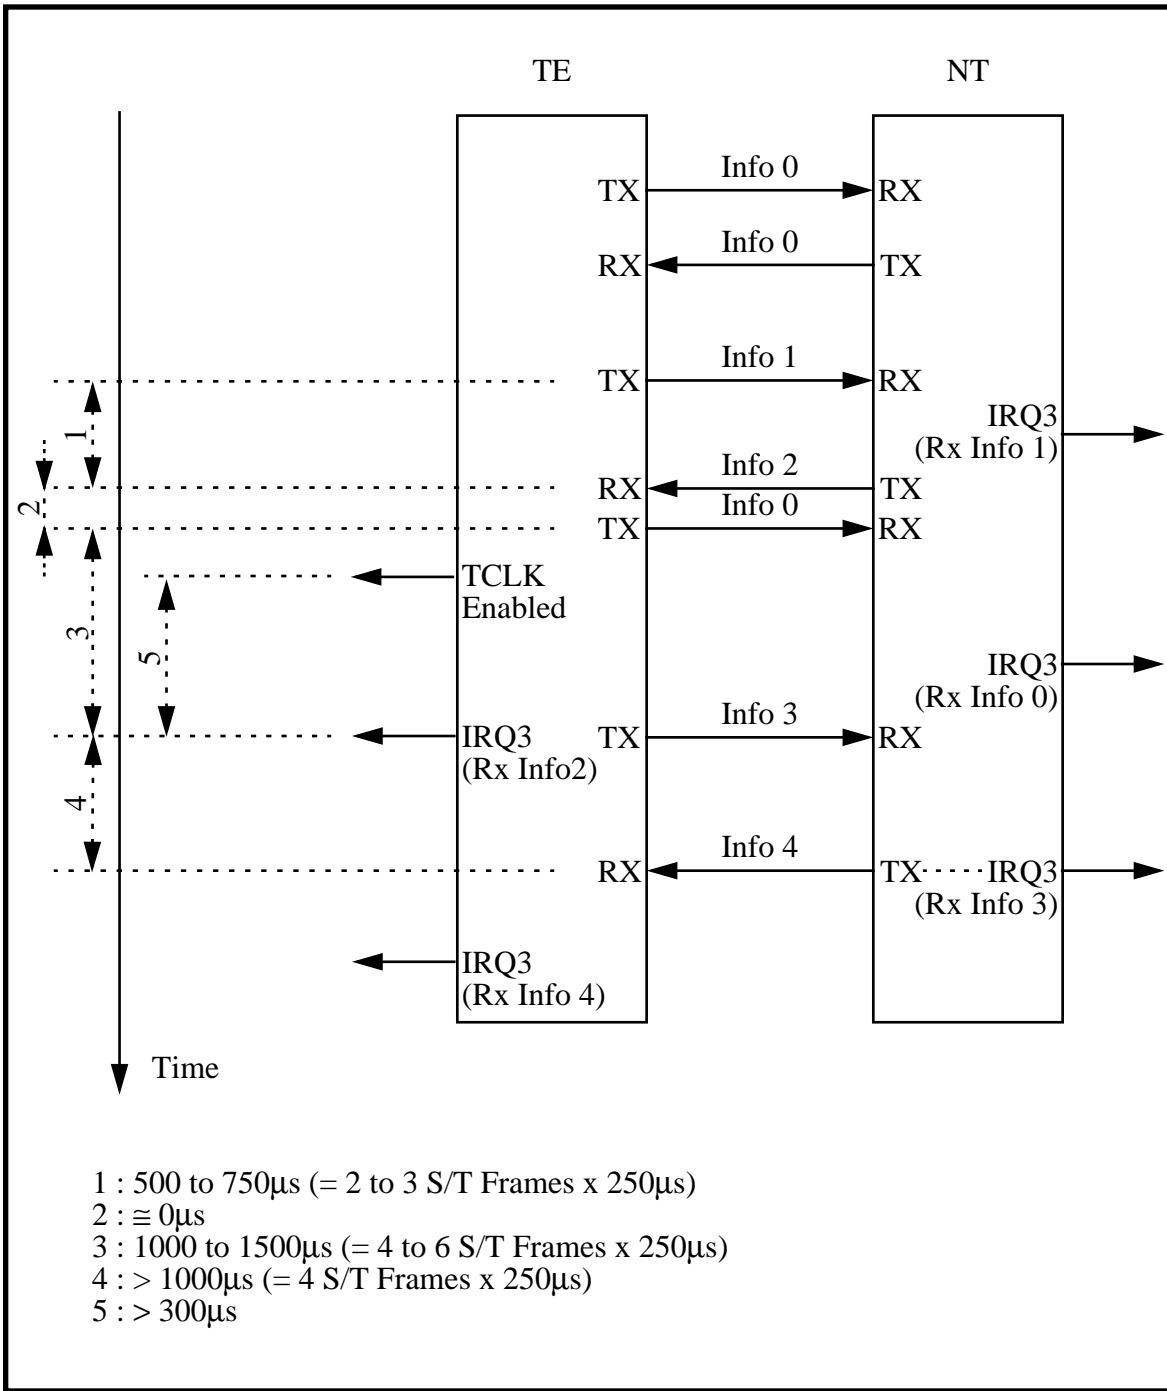 TE NT
Info 0
TX RX
Info 0
RX TX
Info 1
TX RX
IRQ3
(Rx Info 1)
1
Info 2
RX TX
2
Info 0
TX RX
TCLK
Enabled
3
5
IRQ3
(Rx Info 0)
Info 3
IRQ3 TX RX
(Rx Info2)
4
Info 4
RX TX IRQ3
(Rx Info 3)
IRQ3
(Rx Info 4)
Time
1 : 500 to 750µs (= 2 to 3 S/T Frames x 250µs)
2 : ≅ 0µs
3 : 1000 to 1500µs (= 4 to 6 S/T Frames x 250µs)
4 : > 1000µs (= 4 S/T Frames x 250µs)
5 : > 300µs